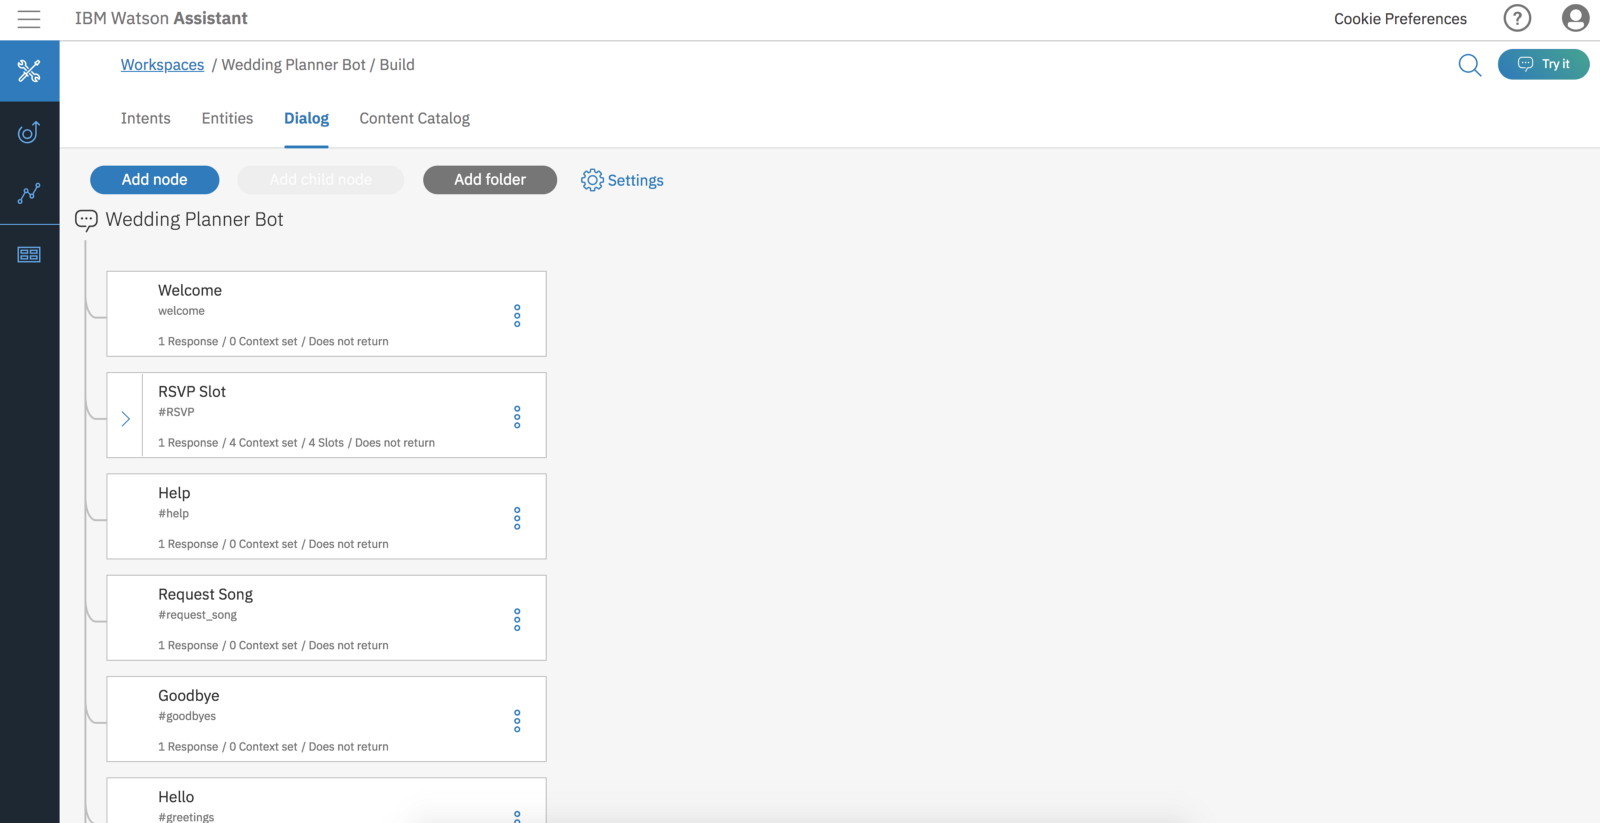 IBM Watson Assistant
Cookie Preferences
?
Workspaces / Wedding Planner Bot / Build
Try it
Intents Entities Dialog Content Catalog
Add node Add child node Add folder Settings
Wedding Planner Bot
Welcome
welcome
1 Response / 0 Context set / Does not return
RSVP Slot
#RSVP
1 Response / 4 Context set / 4 Slots / Does not return
Help
#help
1 Response / 0 Context set / Does not return
Request Song
#request_song
1 Response / 0 Context set / Does not return
Goodbye
#goodbyes
1 Response / 0 Context set / Does not return
Hello
#greetings